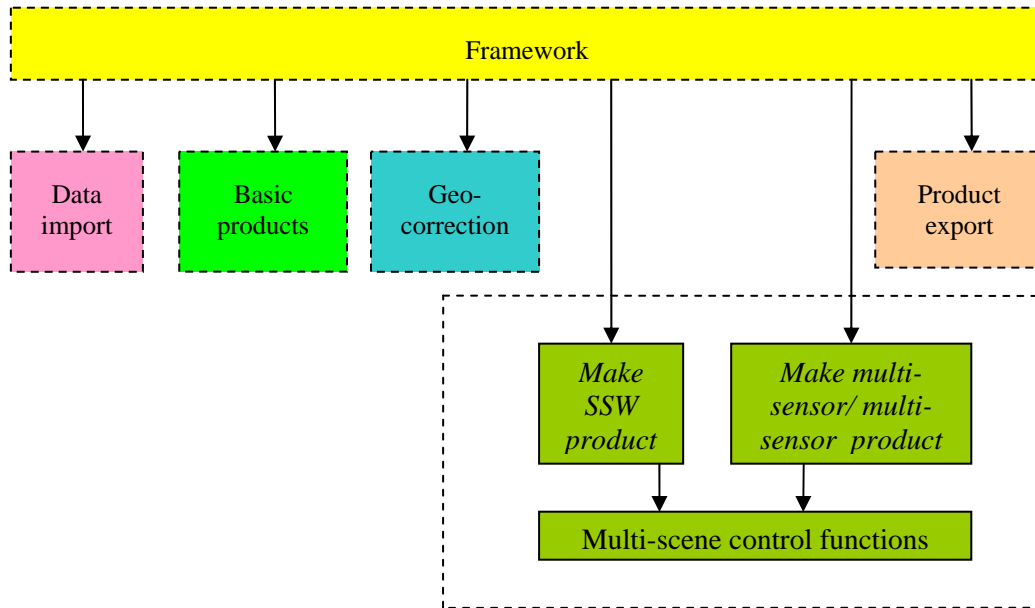 Framework
Data
import
Basic
products
Geo-
correction
Product
export
Make
SSW
product
Make multi-
sensor/ multi-
sensor product
Multi-scene control functions